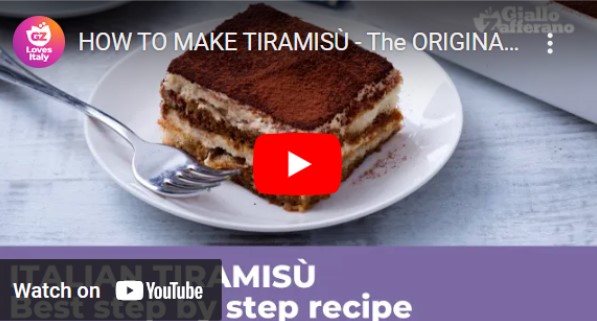 GZ
Loves
Italy
HOW TO MAKE TIRAMISÙ - The ORIGINA...
Giallo
Zafferano
ITALIAN TIRAMISÙ
Best step by step recipe
Watch on YouTube